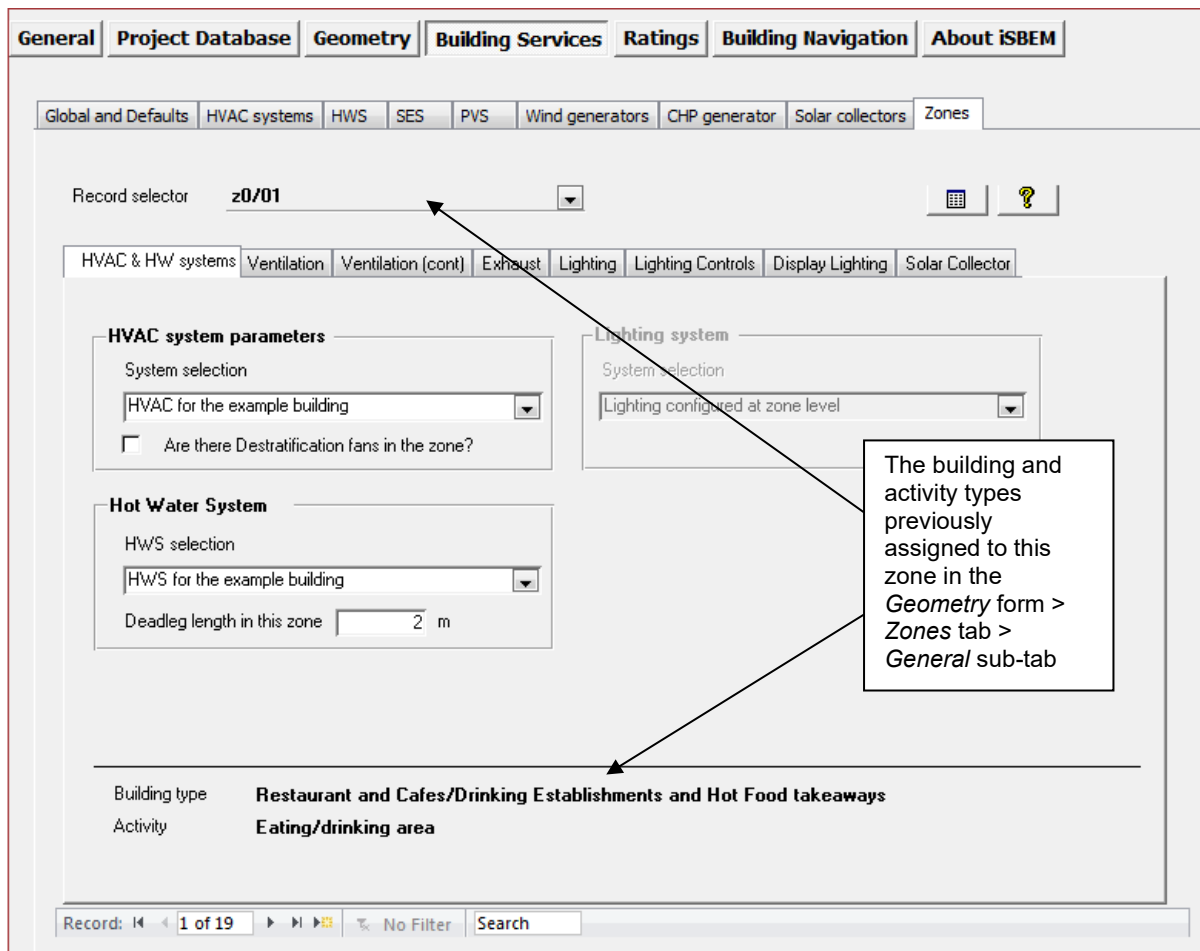 General Project Database Geometry Building Services Ratings Building Navigation About iSBEM
Global and Defaults HVAC systems HWS SES PVS Wind generators CHP generator Solar collectors Zones
Record selector z0/01
HVAC & HW systems Ventilation Ventilation (cont) Exhaust Lighting Lighting Controls Display Lighting Solar Collector
HVAC system parameters
System selection
HVAC for the example building
Are there Destratification fans in the zone?
Lighting system
System selection
Lighting configured at zone level
Hot Water System
HWS selection
HWS for the example building
Deadleg length in this zone 2 m
The building and
activity types
previously
assigned to this
zone in the
Geometry form >
Zones tab >
General sub-tab
Building type Restaurant and Cafes/Drinking Establishments and Hot Food takeaways
Activity Eating/drinking area
Record: 1 of 19 No Filter Search